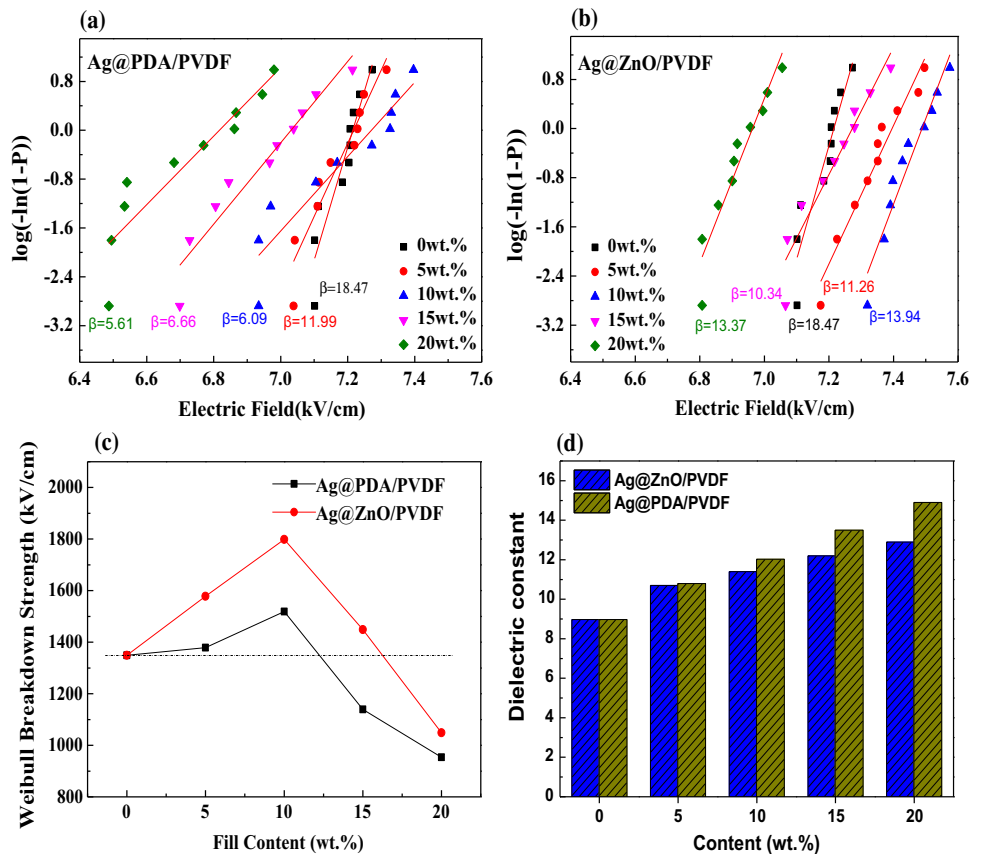 (a)
Ag@PDA/PVDF
log(-ln(1-P)
0.8
0.0
-0.8
-1.6
-2.4
-3.2
0wt.%
5wt.%
10wt.%
15wt.%
20wt.%
β=18.47
β=5.61
β=6.66
β=6.09
β=11.99
6.4 6.6 6.8 7.0 7.2 7.4 7.6
Electric Field(kV/cm)
(b)
Ag@ZnO/PVDF
log(-ln(1-P)
0.8
0.0
-0.8
-1.6
-2.4
-3.2
0wt.%
5wt.%
10wt.%
15wt.%
20wt.%
β=11.26
β=10.34
β=13.37
β=18.47
β=13.94
6.4 6.6 6.8 7.0 7.2 7.4 7.6
Electric Field(kV/cm)
(c)
Weibull Breakdown Strength (kV/cm)
2000
1800
1600
1400
1200
1000
800
Ag@PDA/PVDF
Ag@ZnO/PVDF
0 5 10 15 20
Fill Content (wt.%)
(d)
Dielectric constant
16
14
12
10
8
6
4
2
0
Ag@ZnO/PVDF
Ag@PDA/PVDF
0 5 10 15 20
Content (wt.%)